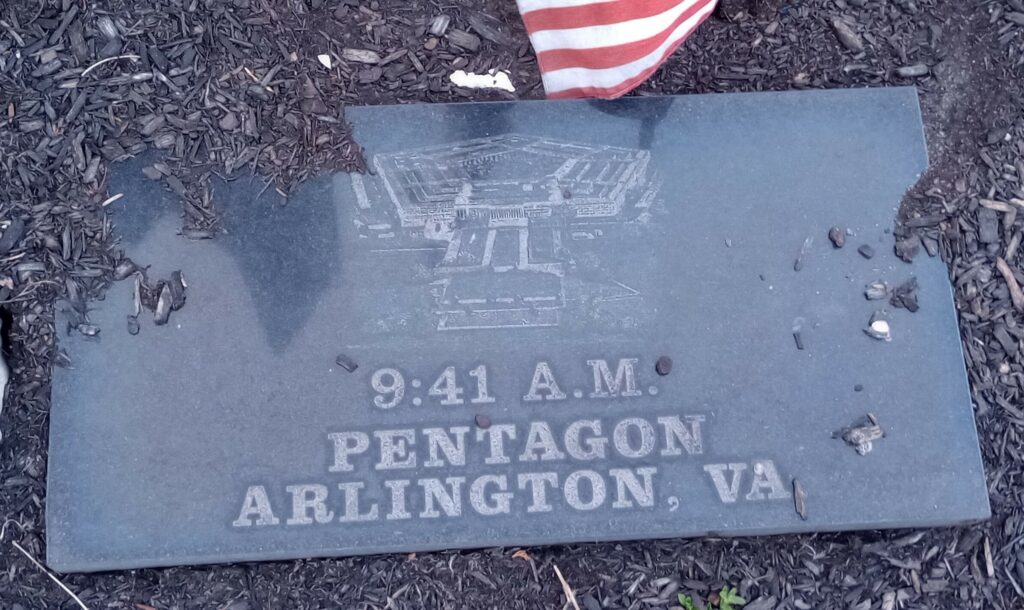 9:41 A.M.
PENTAGON
ARLINGTON, VA